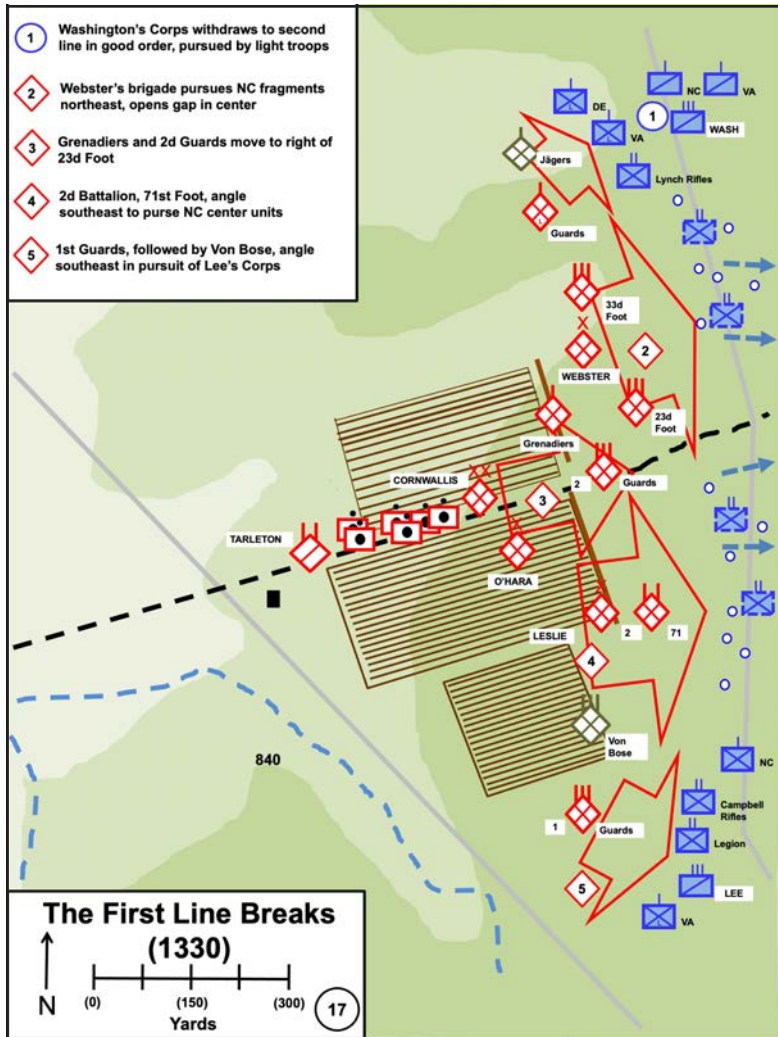 1
Washington's Corps withdraws to second
line in good order, pursued by light troops
2
Webster's brigade pursues NC fragments
northeast, opens gap in center
3
Grenadiers and 2d Guards move to right of
23d Foot
4
2d Battalion, 71st Foot, angle
southeast to purse NC center units
5
1st Guards, followed by Von Bose, angle
southeast in pursuit of Lee's Corps
NC
VA
DE
L
1
WASH
VA
L
Jägers
Lynch Rifles
Guards
L
33d
Foot
X
2
WEBSTER
23d
Foot
Grenadiers
XX
CORNWALLIS
2
Guards
3
TARLETON
X
O'HARA
LESLIE
2
71
4
Von
Bose
840
NC
Campbell
Rifles
1
Guards
Legion
5
LEE
VA
L
The First Line Breaks
(1330)
N
(0)
(150)
(300)
Yards
17